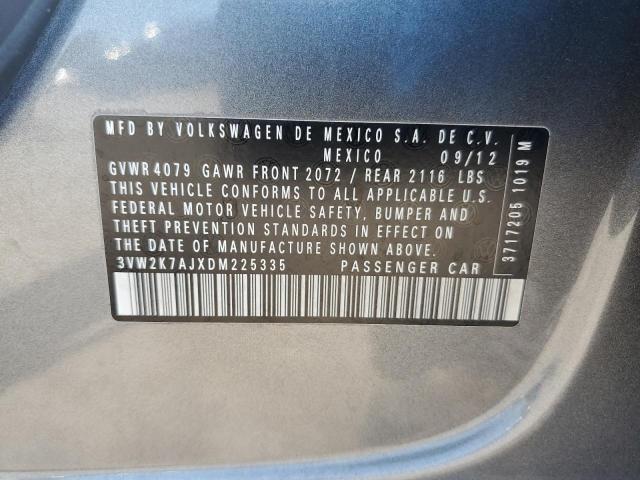 MFD BY VOLKSWAGEN DE MEXICO S.A. DE C.V.
MEXICO 09/12
GVWR 4079 GAWR FRONT 2072 / REAR 2116 LBS
THIS VEHICLE CONFORMS TO ALL APPLICABLE U.S.
FEDERAL MOTOR VEHICLE SAFETY, BUMPER AND
THEFT PREVENTION STANDARDS IN EFFECT ON
THE DATE OF MANUFACTURE SHOWN ABOVE.
3VW2K7AJXDM225335 PASSENGER CAR
3717205 1019 M